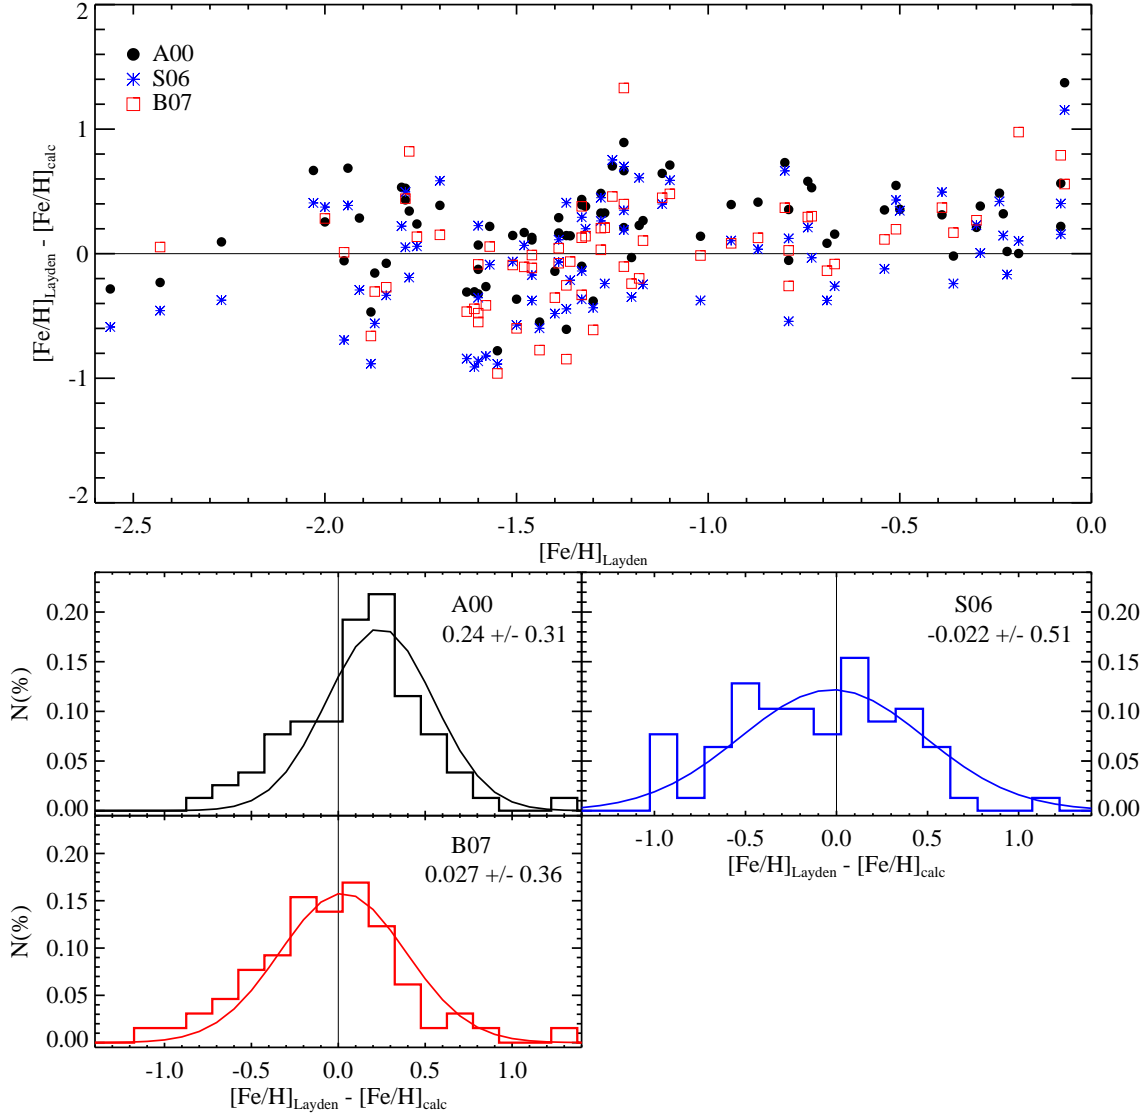 2
A00
S06
B07
1
0
-1
-2
[Fe/H]Layden - [Fe/H]calc
-2.5 -2.0 -1.5 -1.0 -0.5 0.0
[Fe/H]Layden
A00
0.24 +/- 0.31
0.20
0.15
0.10
0.05
0.00
N(%)
S06
-0.022 +/- 0.51
0.20
0.15
0.10
0.05
0.00
-1.0 -0.5 0.0 0.5 1.0
[Fe/H]Layden - [Fe/H]calc
B07
0.027 +/- 0.36
0.20
0.15
0.10
0.05
0.00
N(%)
-1.0 -0.5 0.0 0.5 1.0
[Fe/H]Layden - [Fe/H]calc